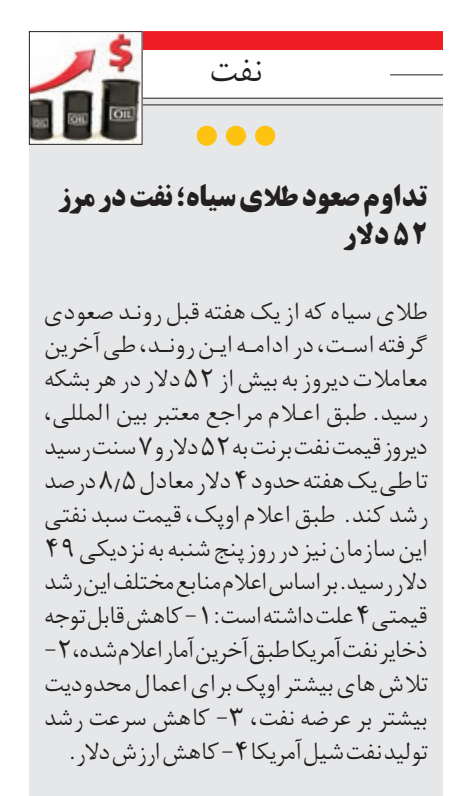 $
نفت
OIL
OIL
OIL
تداوم صعود طلای سیاه؛ نفت در مرز
۵۲ دلار
طلای سیاه که از یک هفته قبل روند صعودی
گرفته است، در ادامه این روند، طی آخرین
معاملات دیروز به بیش از ۵۲ دلار در هر بشکه
رسید. طبق اعلام مراجع معتبر بین المللی،
دیروز قیمت نفت برنت به ۵۲ دلار و ۷ سنت رسید
تا طی یک هفته حدود ۴ دلار معادل ۸٫۵ درصد
رشد کند. طبق اعلام اوپک، قیمت سبد نفتی
این سازمان نیز در روز پنج شنبه به نزدیکی ۴۹
دلار رسید. بر اساس اعلام منابع مختلف این رشد
قیمتی ۴ علت داشته است: ۱- کاهش قابل توجه
ذخایر نفت آمریکا طبق آخرین آمار اعلام شده، ۲-
تلاش های بیشتر اوپک برای اعمال محدودیت
بیشتر بر عرضه نفت، ۳- کاهش سرعت رشد
تولید نفت شیل آمریکا ۴- کاهش ارزش دلار.